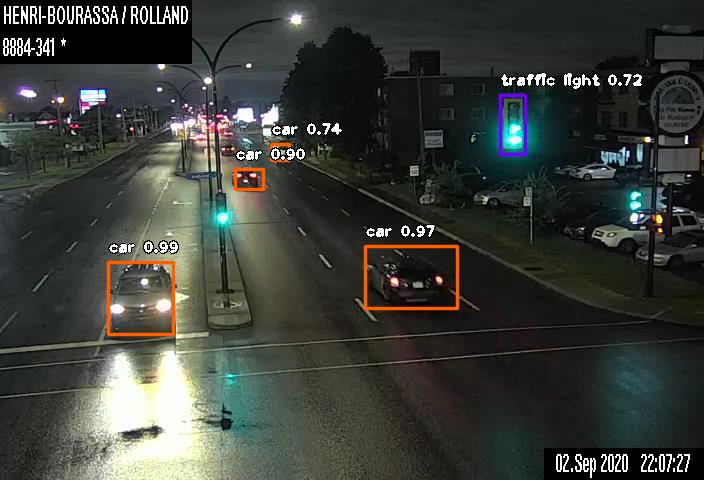 HENRI-BOURASSA / ROLLAND
8884-341 *
traffic light 0.72
car 0.74
car 0.90
car 0.97
car 0.99
02.Sep 2020 22:07:27